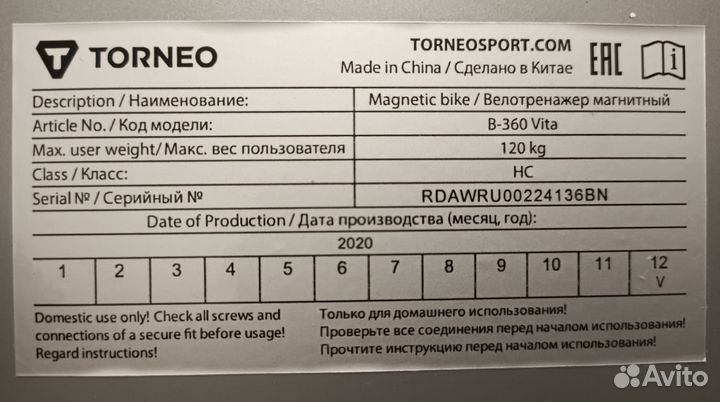 TORNEO
TORNEOSPORT.COM
Made in China / Сделано в Китае
EAC
Description / Наименование: Magnetic bike / Велотренажер магнитный
Article No. / Код модели: B-360 Vita
Max. user weight/ Макс. вес пользователя 120 kg
Class / Класс: HC
Serial № / Серийный № RDAWRU00224136BN
Date of Production / Дата производства (месяц, год):
2020
1 2 3 4 5 6 7 8 9 10 11 12
V
Domestic use only! Check all screws and
connections of a secure fit before usage!
Regard instructions!
Только для домашнего использования!
Проверьте все соединения перед началом использования!
Прочтите инструкцию перед началом использования.
Avito